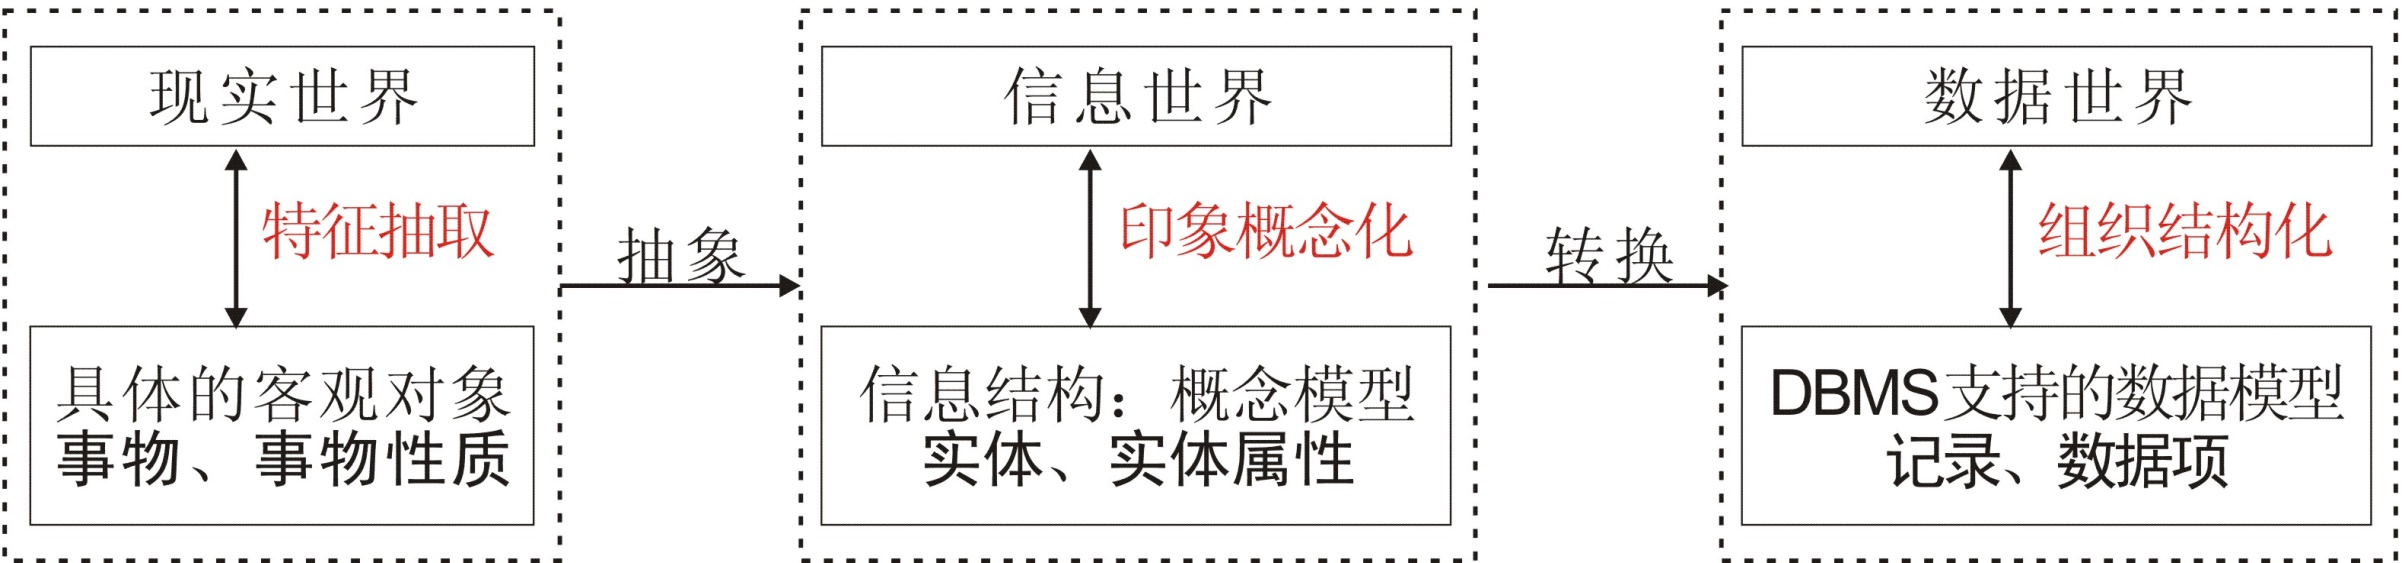 现实世界
特征抽取
具体的客观对象
事物、事物性质
抽象
信息世界
印象概念化
信息结构：概念模型
实体、实体属性
转换
数据世界
组织结构化
DBMS支持的数据模型
记录、数据项